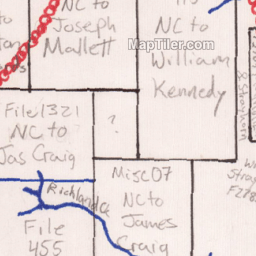 NC to
Joseph
Mallett
NC to
William
Kennedy
MapTiler.com
File 1321
NC to
Jas Craig
?
Richland Ck
Misc 07
NC to
James
Craig
File
455